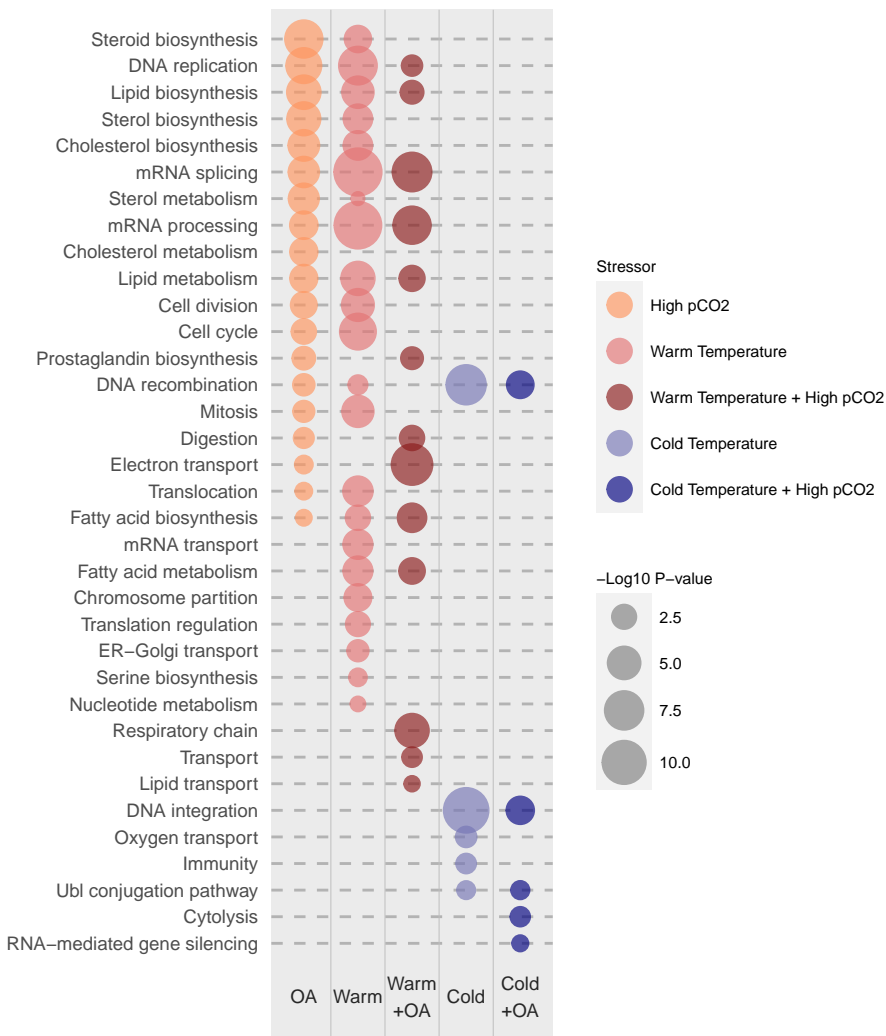 Steroid biosynthesis
DNA replication
Lipid biosynthesis
Sterol biosynthesis
Cholesterol biosynthesis
mRNA splicing
Sterol metabolism
mRNA processing
Cholesterol metabolism
Lipid metabolism
Cell division
Cell cycle
Prostaglandin biosynthesis
DNA recombination
Mitosis
Digestion
Electron transport
Translocation
Fatty acid biosynthesis
mRNA transport
Fatty acid metabolism
Chromosome partition
Translation regulation
ER−Golgi transport
Serine biosynthesis
Nucleotide metabolism
Respiratory chain
Transport
Lipid transport
DNA integration
Oxygen transport
Immunity
Ubl conjugation pathway
Cytolysis
RNA−mediated gene silencing
OA
Warm
Warm
+OA
Cold
Cold
+OA
Stressor
High pCO2
Warm Temperature
Warm Temperature + High pCO2
Cold Temperature
Cold Temperature + High pCO2
−Log10 P−value
2.5
5.0
7.5
10.0